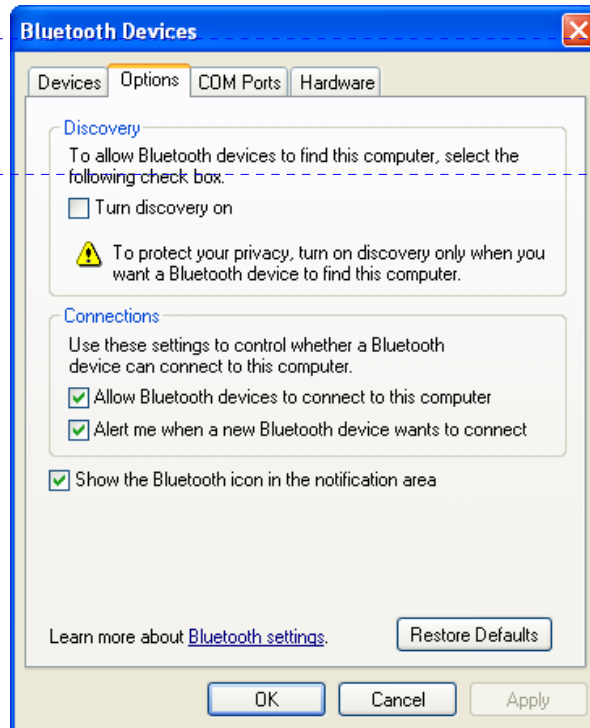 Bluetooth Devices
Devices
Options
COM Ports
Hardware
Discovery
To allow Bluetooth devices to find this computer, select the
following check box.
Turn discovery on
To protect your privacy, turn on discovery only when you
want a Bluetooth device to find this computer.
Connections
Use these settings to control whether a Bluetooth
device can connect to this computer.
Allow Bluetooth devices to connect to this computer
Alert me when a new Bluetooth device wants to connect
Show the Bluetooth icon in the notification area
Learn more about Bluetooth settings.
Restore Defaults
OK
Cancel
Apply